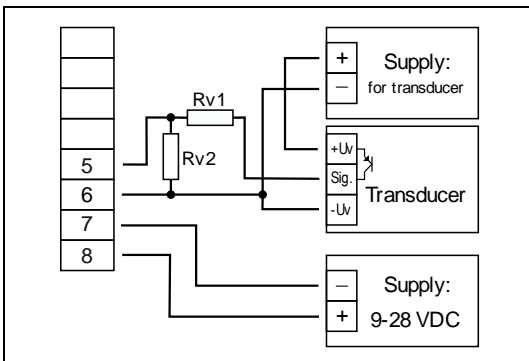 Rv1
Rv2
5
6
7
8
+
−
Supply:
for transducer
+Uv
Sig.
-Uv
Transducer
−
+
Supply:
9-28 VDC